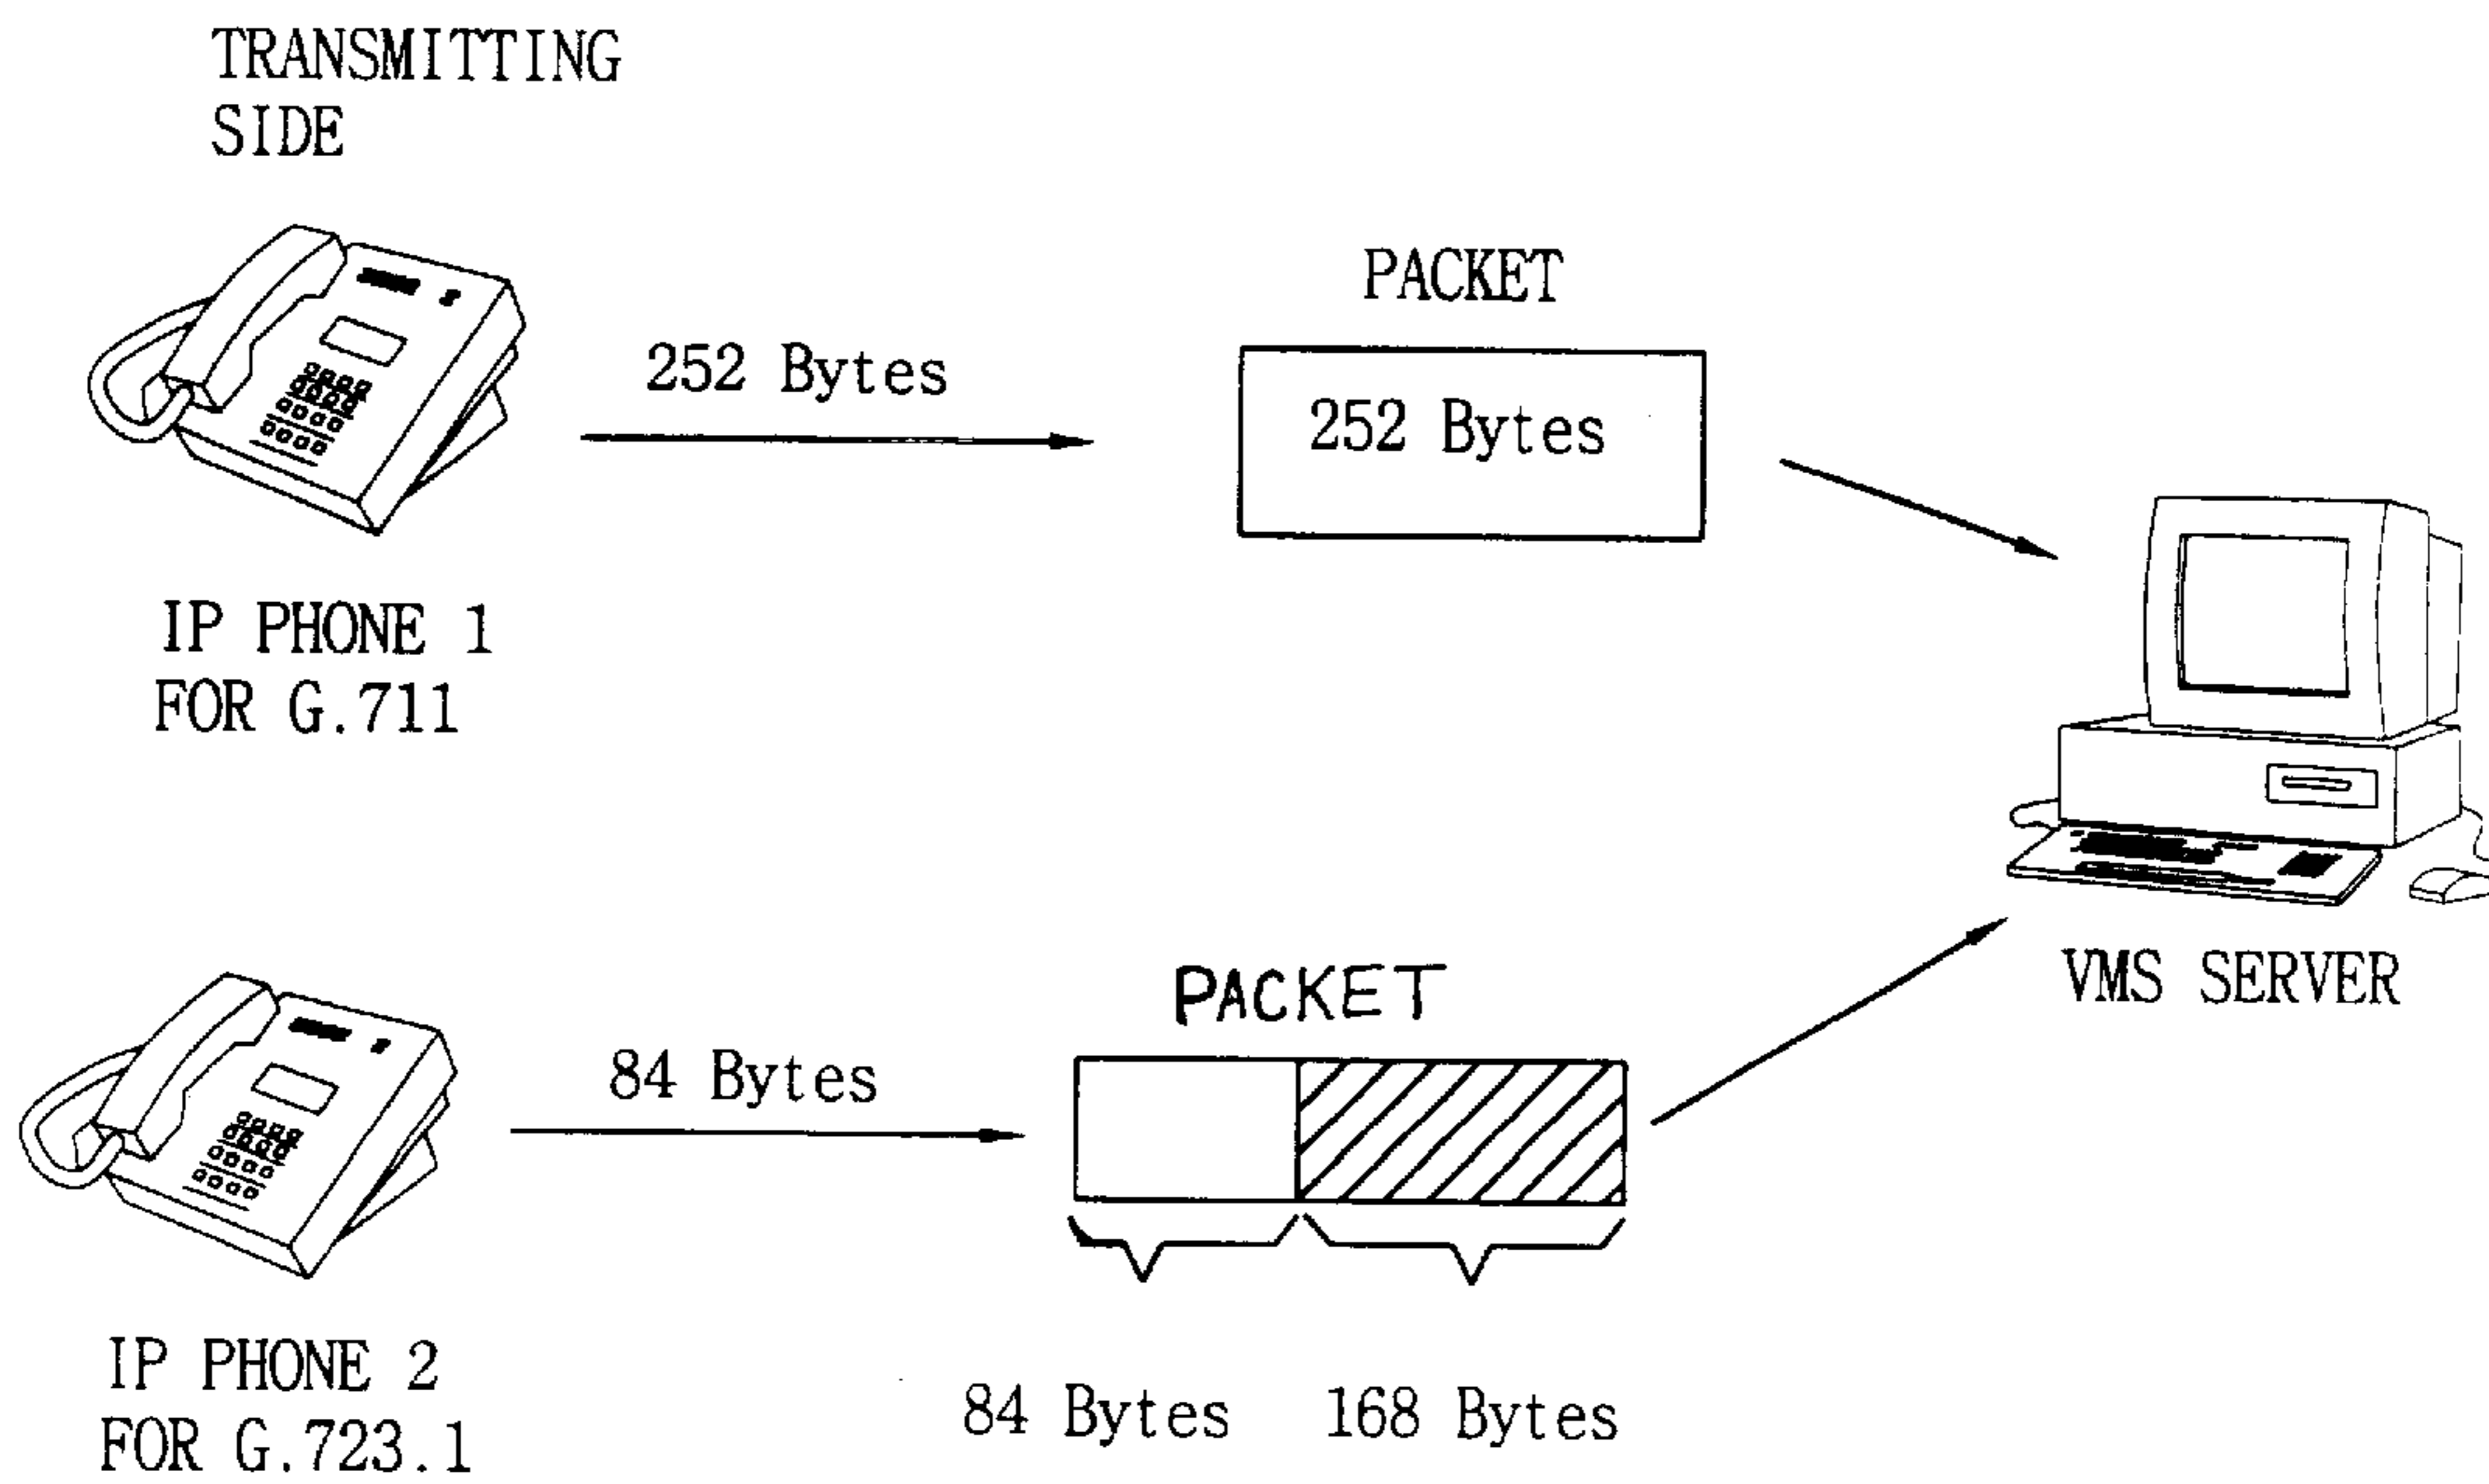 TRANSMITTING
SIDE
PACKET
252 Bytes
252 Bytes
IP PHONE 1
FOR G.711
VMS SERVER
PACKET
84 Bytes
84 Bytes
168 Bytes
IP PHONE 2
FOR G.723.1